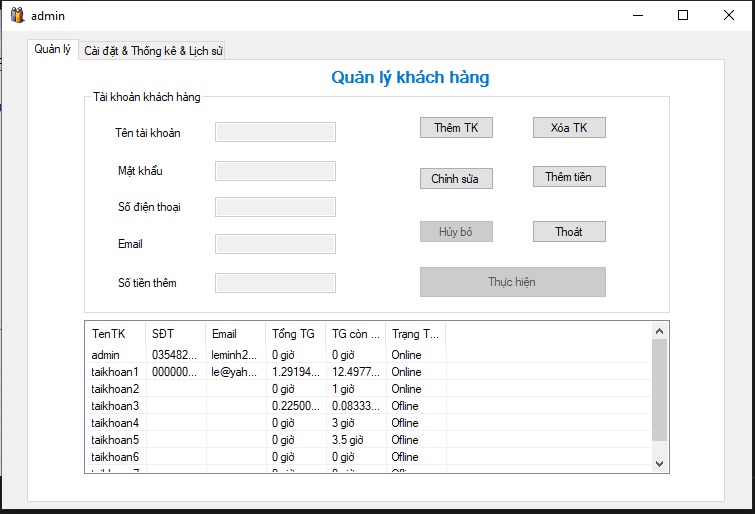 admin
Quản lý
Cài đặt & Thống kê & Lịch sử
Quản lý khách hàng
Tài khoản khách hàng
Tên tài khoản
Thêm TK
Xóa TK
Mật khẩu
Chỉnh sửa
Thêm tiền
Số điện thoại
Hủy bỏ
Thoát
Email
Số tiền thêm
Thực hiện
TenTK SĐT Email Tổng TG TG còn ... Trạng T...
admin 035482... leminh2... 0 giờ 0 giờ Online
taikhoan1 000000... le@yah... 1.29194... 12.4977... Online
taikhoan2 0 giờ 1 giờ Online
taikhoan3 0.22500... 0.08333... Ofline
taikhoan4 0 giờ 3 giờ Ofline
taikhoan5 0 giờ 3.5 giờ Ofline
taikhoan6 0 giờ 0 giờ Ofline